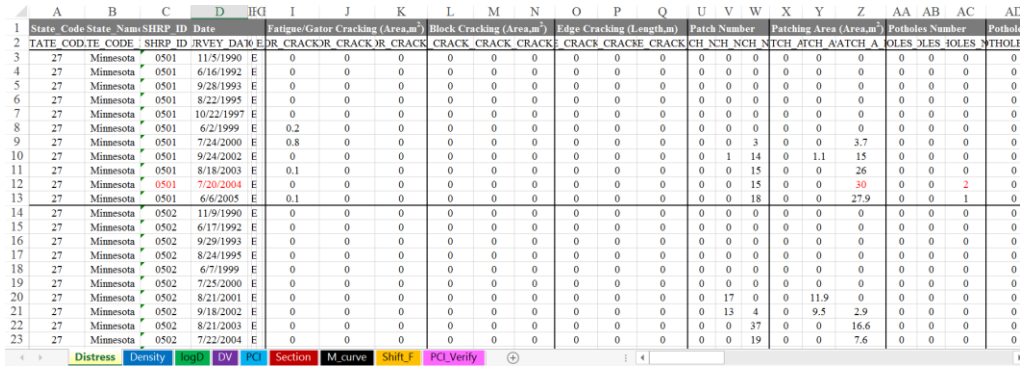 A B C D I J K L M N O P Q U V W X Y Z AA AB AC AD
1 State_Code State_Nam SHRP_ID Date Fatigue/Gator Cracking (Area,m²) Block Cracking (Area,m²) Edge Cracking (Length,m) Patch Number Patching Area (Area,m²) Potholes Number Pothole
2 TATE_COD TE_CODE_ SHRP_ID
3 27 Minnesota 0501 11/5/1990 E 0 0 0 0 0 0 0 0 0 0 0 0 0 0 0 0 0 0 0
4 27 Minnesota 0501 6/16/1992 E 0 0 0 0 0 0 0 0 0 0 0 0 0 0 0 0 0 0 0
5 27 Minnesota 0501 9/28/1993 E 0 0 0 0 0 0 0 0 0 0 0 0 0 0 0 0 0 0 0
6 27 Minnesota 0501 8/22/1995 E 0 0 0 0 0 0 0 0 0 0 0 0 0 0 0 0 0 0 0
7 27 Minnesota 0501 10/22/1997 E 0 0 0 0 0 0 0 0 0 0 0 0 0 0 0 0 0 0 0
8 27 Minnesota 0501 6/2/1999 E 0.2 0 0 0 0 0 0 0 0 0 0 0 0 0 0 0 0 0 0
9 27 Minnesota 0501 7/24/2000 E 0.8 0 0 0 0 0 0 0 0 0 0 3 0 0 3.7 0 0 0 0
10 27 Minnesota 0501 9/24/2002 E 0 0 0 0 0 0 0 0 0 0 1 14 0 1.1 15 0 0 0 0
11 27 Minnesota 0501 8/18/2003 E 0.1 0 0 0 0 0 0 0 0 0 0 15 0 0 26 0 0 0 0
12 27 Minnesota 0501 7/20/2004 E 0 0 0 0 0 0 0 0 0 0 0 15 0 0 30 0 0 2 0
13 27 Minnesota 0501 6/6/2005 E 0.1 0 0 0 0 0 0 0 0 0 0 18 0 0 27.9 0 0 1 0
14 27 Minnesota 0502 11/9/1990 E 0 0 0 0 0 0 0 0 0 0 0 0 0 0 0 0 0 0 0
15 27 Minnesota 0502 6/17/1992 E 0 0 0 0 0 0 0 0 0 0 0 0 0 0 0 0 0 0 0
16 27 Minnesota 0502 9/29/1993 E 0 0 0 0 0 0 0 0 0 0 0 0 0 0 0 0 0 0 0
17 27 Minnesota 0502 8/24/1995 E 0 0 0 0 0 0 0 0 0 0 0 0 0 0 0 0 0 0 0
18 27 Minnesota 0502 6/7/1999 E 0 0 0 0 0 0 0 0 0 0 0 0 0 0 0 0 0 0 0
19 27 Minnesota 0502 7/25/2000 E 0 0 0 0 0 0 0 0 0 0 0 0 0 0 0 0 0 0 0
20 27 Minnesota 0502 8/21/2001 E 0 0 0 0 0 0 0 0 0 0 17 0 0 11.9 0 0 0 0 0
21 27 Minnesota 0502 9/18/2002 E 0 0 0 0 0 0 0 0 0 0 13 4 0 9.5 2.9 0 0 0 0
22 27 Minnesota 0502 8/21/2003 E 0 0 0 0 0 0 0 0 0 0 0 37 0 0 16.6 0 0 0 0
23 27 Minnesota 0502 7/22/2004 E 0 0 0 0 0 0 0 0 0 0 0 19 0 0 7.6 0 0 0 0
Distress Density logD DV PCI Section M_curve Shift_F PCI_Verify